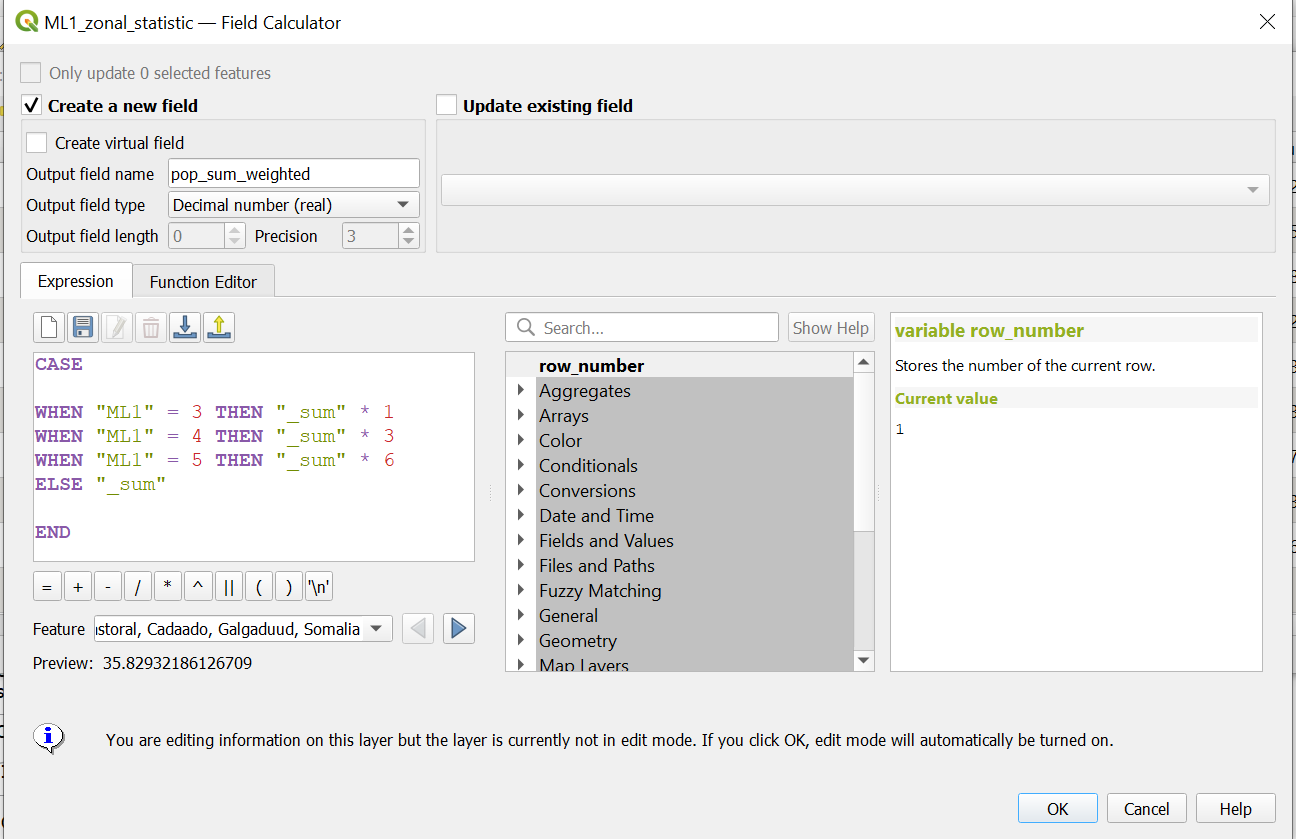 ML1_zonal_statistic — Field Calculator
Only update 0 selected features
Create a new field
Update existing field
Create virtual field
Output field name pop_sum_weighted
Output field type Decimal number (real)
Output field length 0 Precision 3
Expression Function Editor
Search... Show Help
CASE
WHEN "ML1" = 3 THEN "_sum" * 1
WHEN "ML1" = 4 THEN "_sum" * 3
WHEN "ML1" = 5 THEN "_sum" * 6
ELSE "_sum"
END
= + - / * ^ || ( ) '\n'
Feature storal, Cadaado, Galgaduud, Somalia
Preview: 35.82932186126709
row_number
Aggregates
Arrays
Color
Conditionals
Conversions
Date and Time
Fields and Values
Files and Paths
Fuzzy Matching
General
Geometry
Map Layers
variable row_number
Stores the number of the current row.
Current value
1
You are editing information on this layer but the layer is currently not in edit mode. If you click OK, edit mode will automatically be turned on.
OK Cancel Help